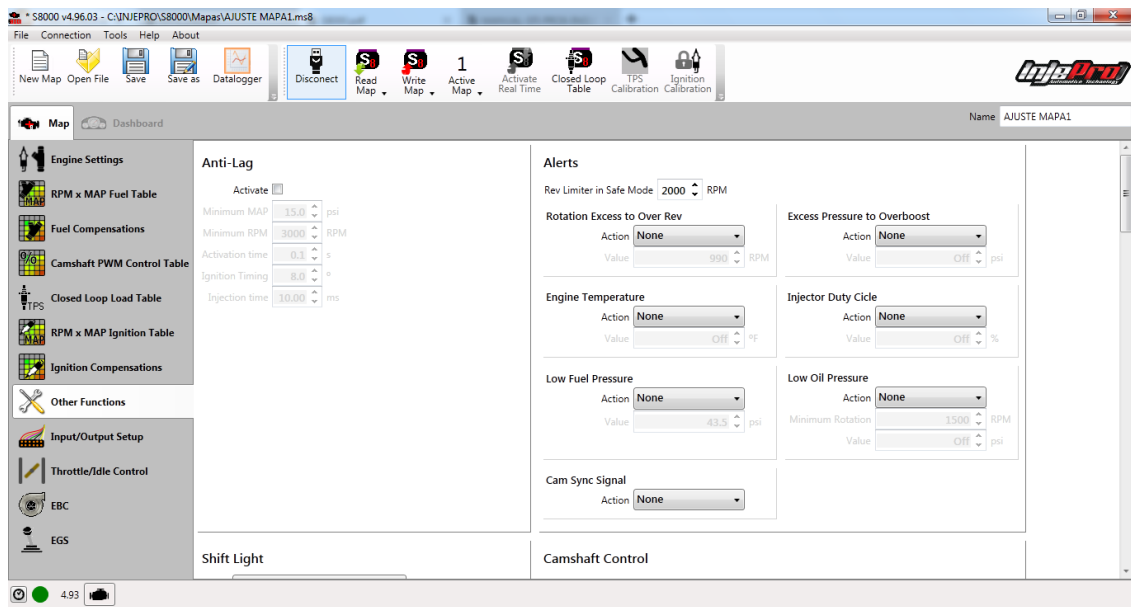 * S8000 v4.96.03 - C:\INJEPRO\S8000\Mapas\AJUSTE MAPA1.ms8
File Connection Tools Help About
New Map Open File Save Save as Datalogger Disconect Read Map Write Map 1 Active Map Activate Real Time Closed Loop Table TPS Calibration Ignition Calibration
InjePro
Map Dashboard Name AJUSTE MAPA1
Engine Settings
RPM x MAP Fuel Table
Fuel Compensations
Camshaft PWM Control Table
Closed Loop Load Table
RPM x MAP Ignition Table
Ignition Compensations
Other Functions
Input/Output Setup
Throttle/Idle Control
EBC
EGS
Anti-Lag
Activate
Minimum MAP 15.0 psi
Minimum RPM 3000 RPM
Activation time 0.1 s
Ignition Timing 8.0 °
Injection time 10.00 ms
Shift Light
Alerts
Rev Limiter in Safe Mode 2000 RPM
Rotation Excess to Over Rev
Action None
Value 990 RPM
Excess Pressure to Overboost
Action None
Value Off psi
Engine Temperature
Action None
Value Off ºF
Injector Duty Cicle
Action None
Value Off %
Low Fuel Pressure
Action None
Value 43.5 psi
Low Oil Pressure
Action None
Minimum Rotation 1500 RPM
Value Off psi
Cam Sync Signal
Action None
Camshaft Control
4.93